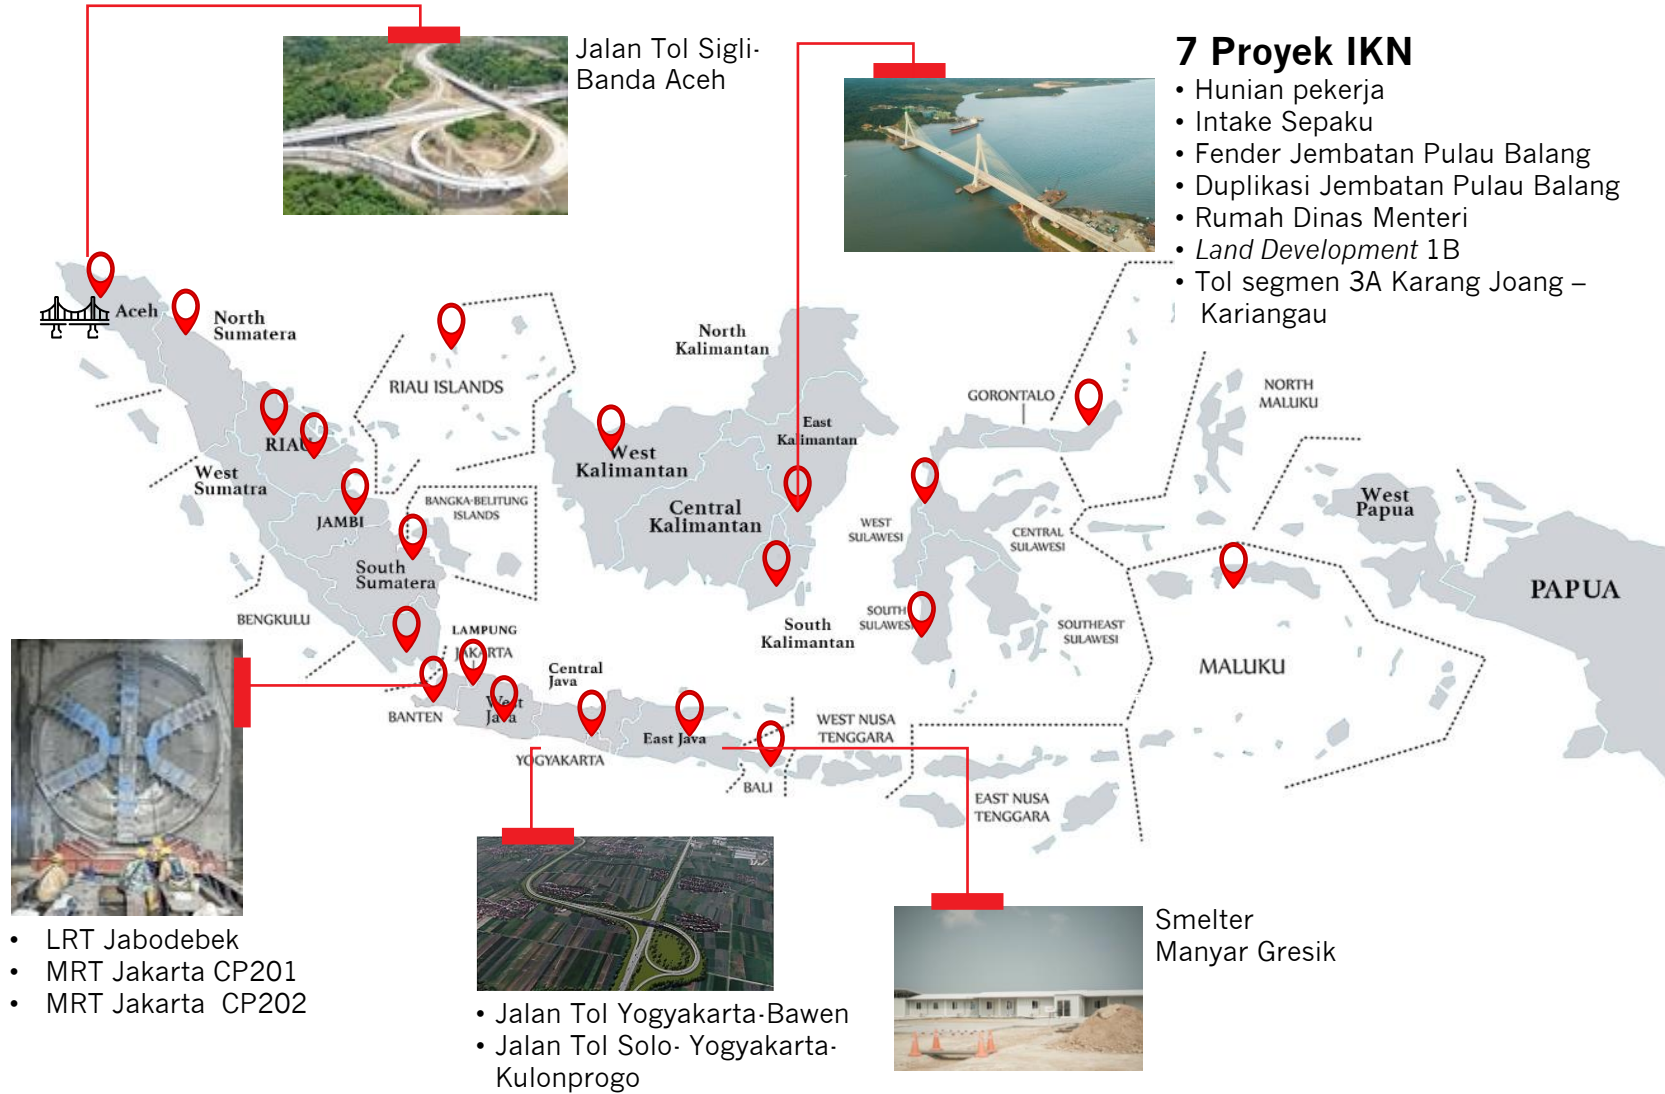 Jalan Tol Sigli-
Banda Aceh
7 Proyek IKN
• Hunian pekerja
• Intake Sepaku
• Fender Jembatan Pulau Balang
• Duplikasi Jembatan Pulau Balang
• Rumah Dinas Menteri
• Land Development 1B
• Tol segmen 3A Karang Joang –
Kariangau
Aceh
North
Sumatera
RIAU ISLANDS
RIAU
West
Sumatra
JAMBI
BANGKA-BELITUNG
ISLANDS
South
Sumatera
BENGKULU
LAMPUNG
JAKARTA
BANTEN
West
Java
Central
Java
YOGYAKARTA
East Java
BALI
North
Kalimantan
East
Kalimantan
West
Kalimantan
Central
Kalimantan
South
Kalimantan
GORONTALO
WEST
SULAWESI
CENTRAL
SULAWESI
SOUTH
SULAWESI
SOUTHEAST
SULAWESI
NORTH
MALUKU
West
Papua
PAPUA
MALUKU
WEST NUSA
TENGGARA
EAST NUSA
TENGGARA
• LRT Jabodebek
• MRT Jakarta CP201
• MRT Jakarta CP202
• Jalan Tol Yogyakarta-Bawen
• Jalan Tol Solo- Yogyakarta-
Kulonprogo
Smelter
Manyar Gresik